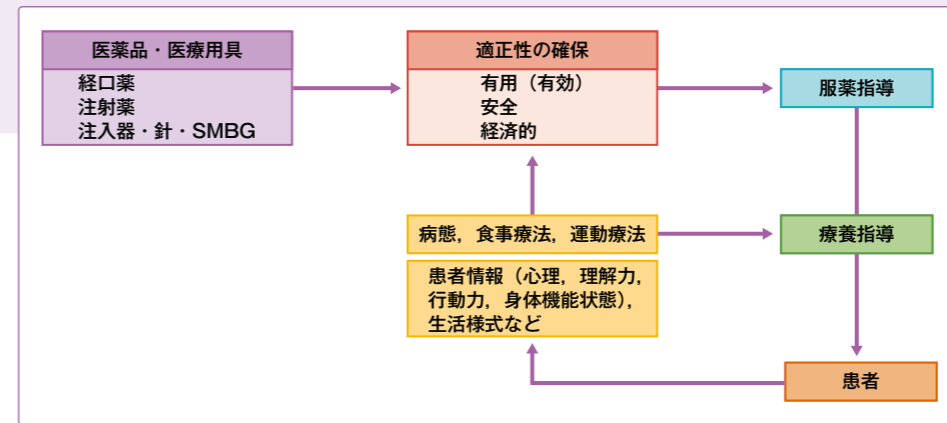 医薬品・医療用具
経口薬
注射薬
注入器・針・SMBG
適正性の確保
有用（有効）
安全
経済的
服薬指導
病態，食事療法，運動療法
療養指導
患者情報（心理，理解力，
行動力，身体機能状態），
生活様式など
患者